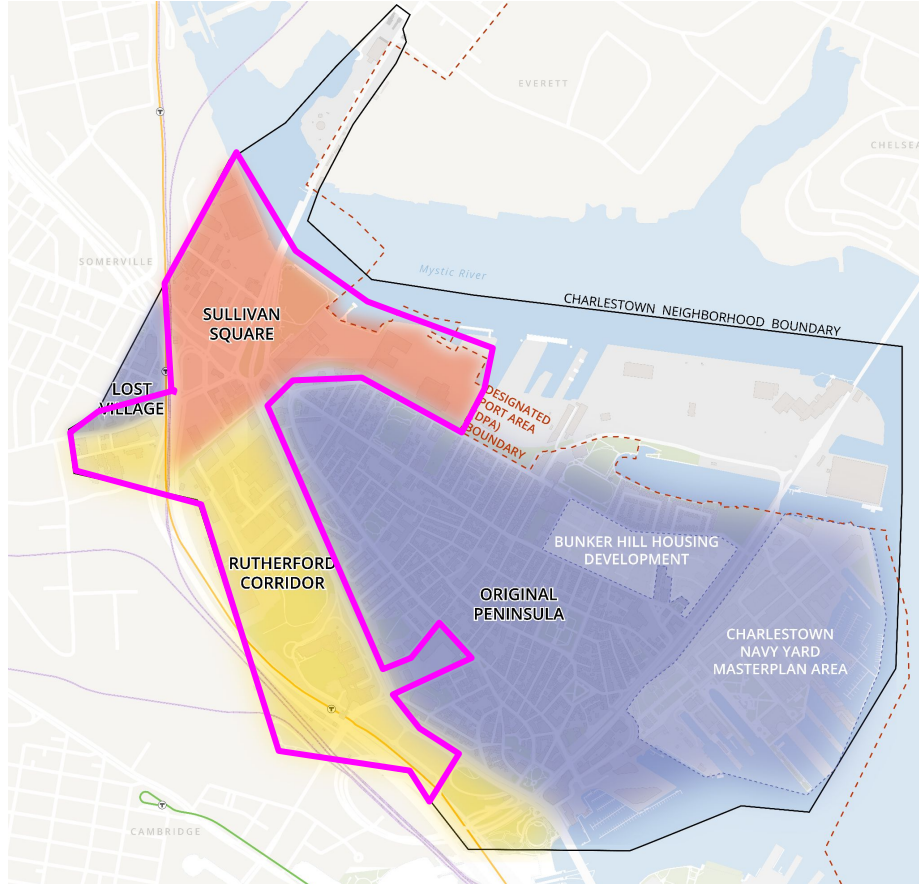 EVERETT
CHELSEA
SOMERVILLE
Mystic River
CHARLESTOWN NEIGHBORHOOD BOUNDARY
SULLIVAN
SQUARE
LOST
VILLAGE
DESIGNATED
PORT AREA
(DPA)
BOUNDARY
BUNKER HILL HOUSING
DEVELOPMENT
RUTHERFORD
CORRIDOR
ORIGINAL
PENINSULA
CHARLESTOWN
NAVY YARD
MASTERPLAN AREA
CAMBRIDGE
T
T
T
T